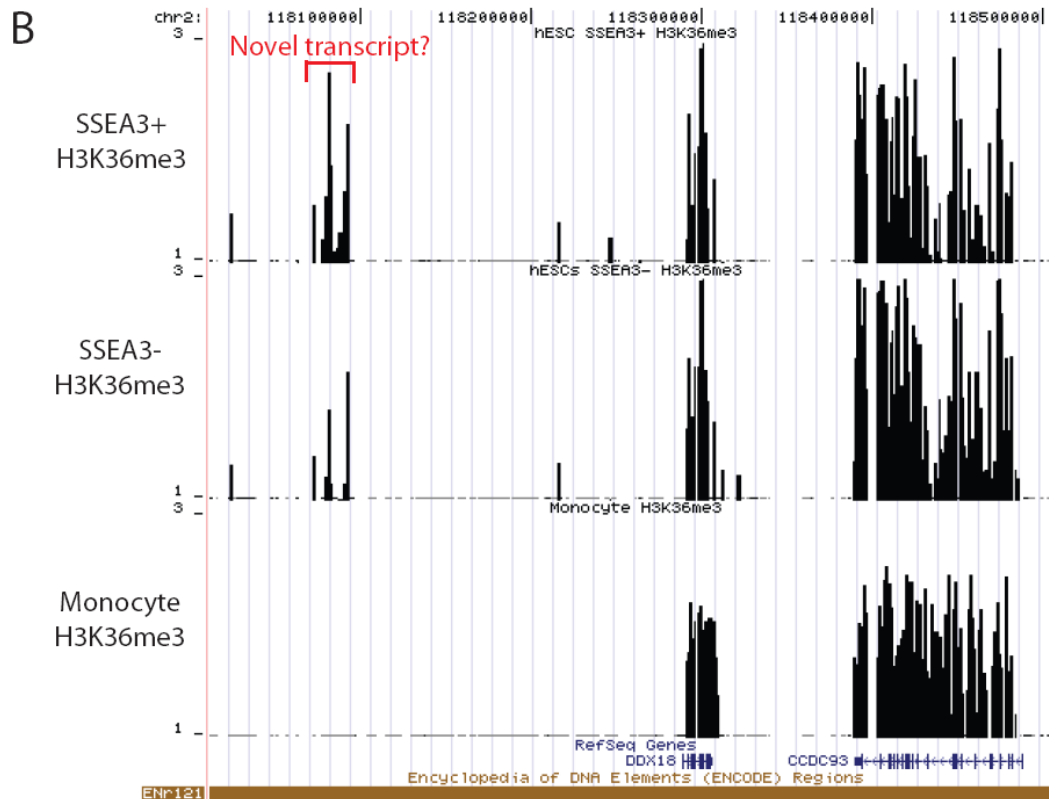 B
chr2: 118100000| 118200000| 118300000| 118400000| 118500000|
3 _
hESC SSEA3+ H3K36me3
Novel transcript?
SSEA3+
H3K36me3
1 _
3 _
hESCs SSEA3- H3K36me3
SSEA3-
H3K36me3
1 _
3 _
Monocyte H3K36me3
Monocyte
H3K36me3
1 _
RefSeq Genes
DDX18 CCDC93
Encyclopedia of DNA Elements (ENCODE) Regions
ENr121